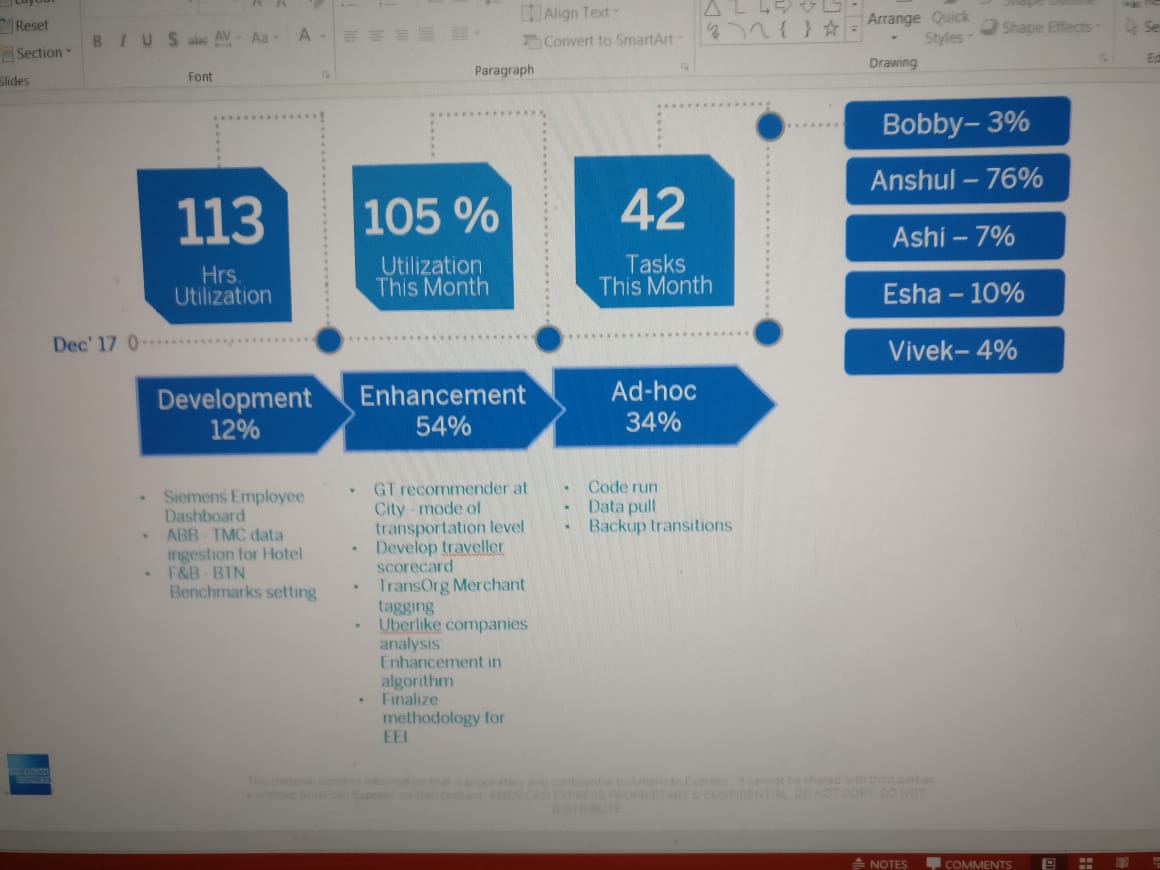 Reset
Section
Slides
B I U S abc AV Aa A
Font
Align Text
Convert to SmartArt
Paragraph
Arrange
Quick
Styles
Shape Effects
Drawing
113
Hrs.
Utilization
105 %
Utilization
This Month
42
Tasks
This Month
Bobby– 3%
Anshul – 76%
Ashi – 7%
Esha – 10%
Vivek– 4%
Dec' 17 0
Development
12%
Enhancement
54%
Ad-hoc
34%
• Siemens Employee
Dashboard
• ABB - TMC data
ingestion for Hotel
• F&B - BTN
Benchmarks setting
• GT recommender at
City - mode of
transportation level
• Develop traveller
scorecard
• TransOrg Merchant
tagging
• Uberlike companies
analysis
Enhancement in
algorithm
• Finalize
methodology for
EEI
• Code run
• Data pull
• Backup transitions
AMERICAN
EXPRESS
This material contains information that is proprietary and confidential to American Express. It cannot be shared with third parties
without American Express written consent. AMERICAN EXPRESS PROPRIETARY & CONFIDENTIAL. DO NOT COPY. DO NOT
DISTRIBUTE.
NOTES
COMMENTS